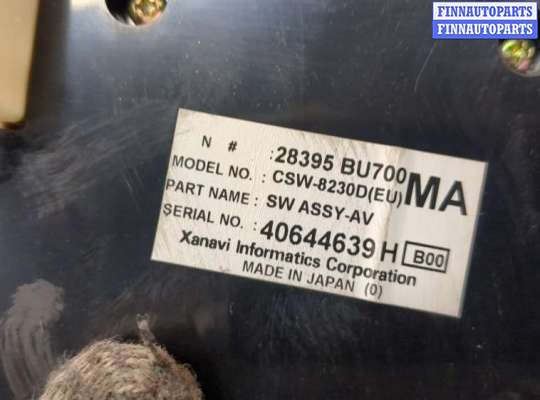 FINNAUTOPARTS
FINNAUTOPARTS
N # : 28395 BU700 MA
MODEL NO. : CSW-8230D(EU)
PART NAME : SW ASSY-AV
SERIAL NO. : 40644639 H B00
Xanavi Informatics Corporation
MADE IN JAPAN (0)